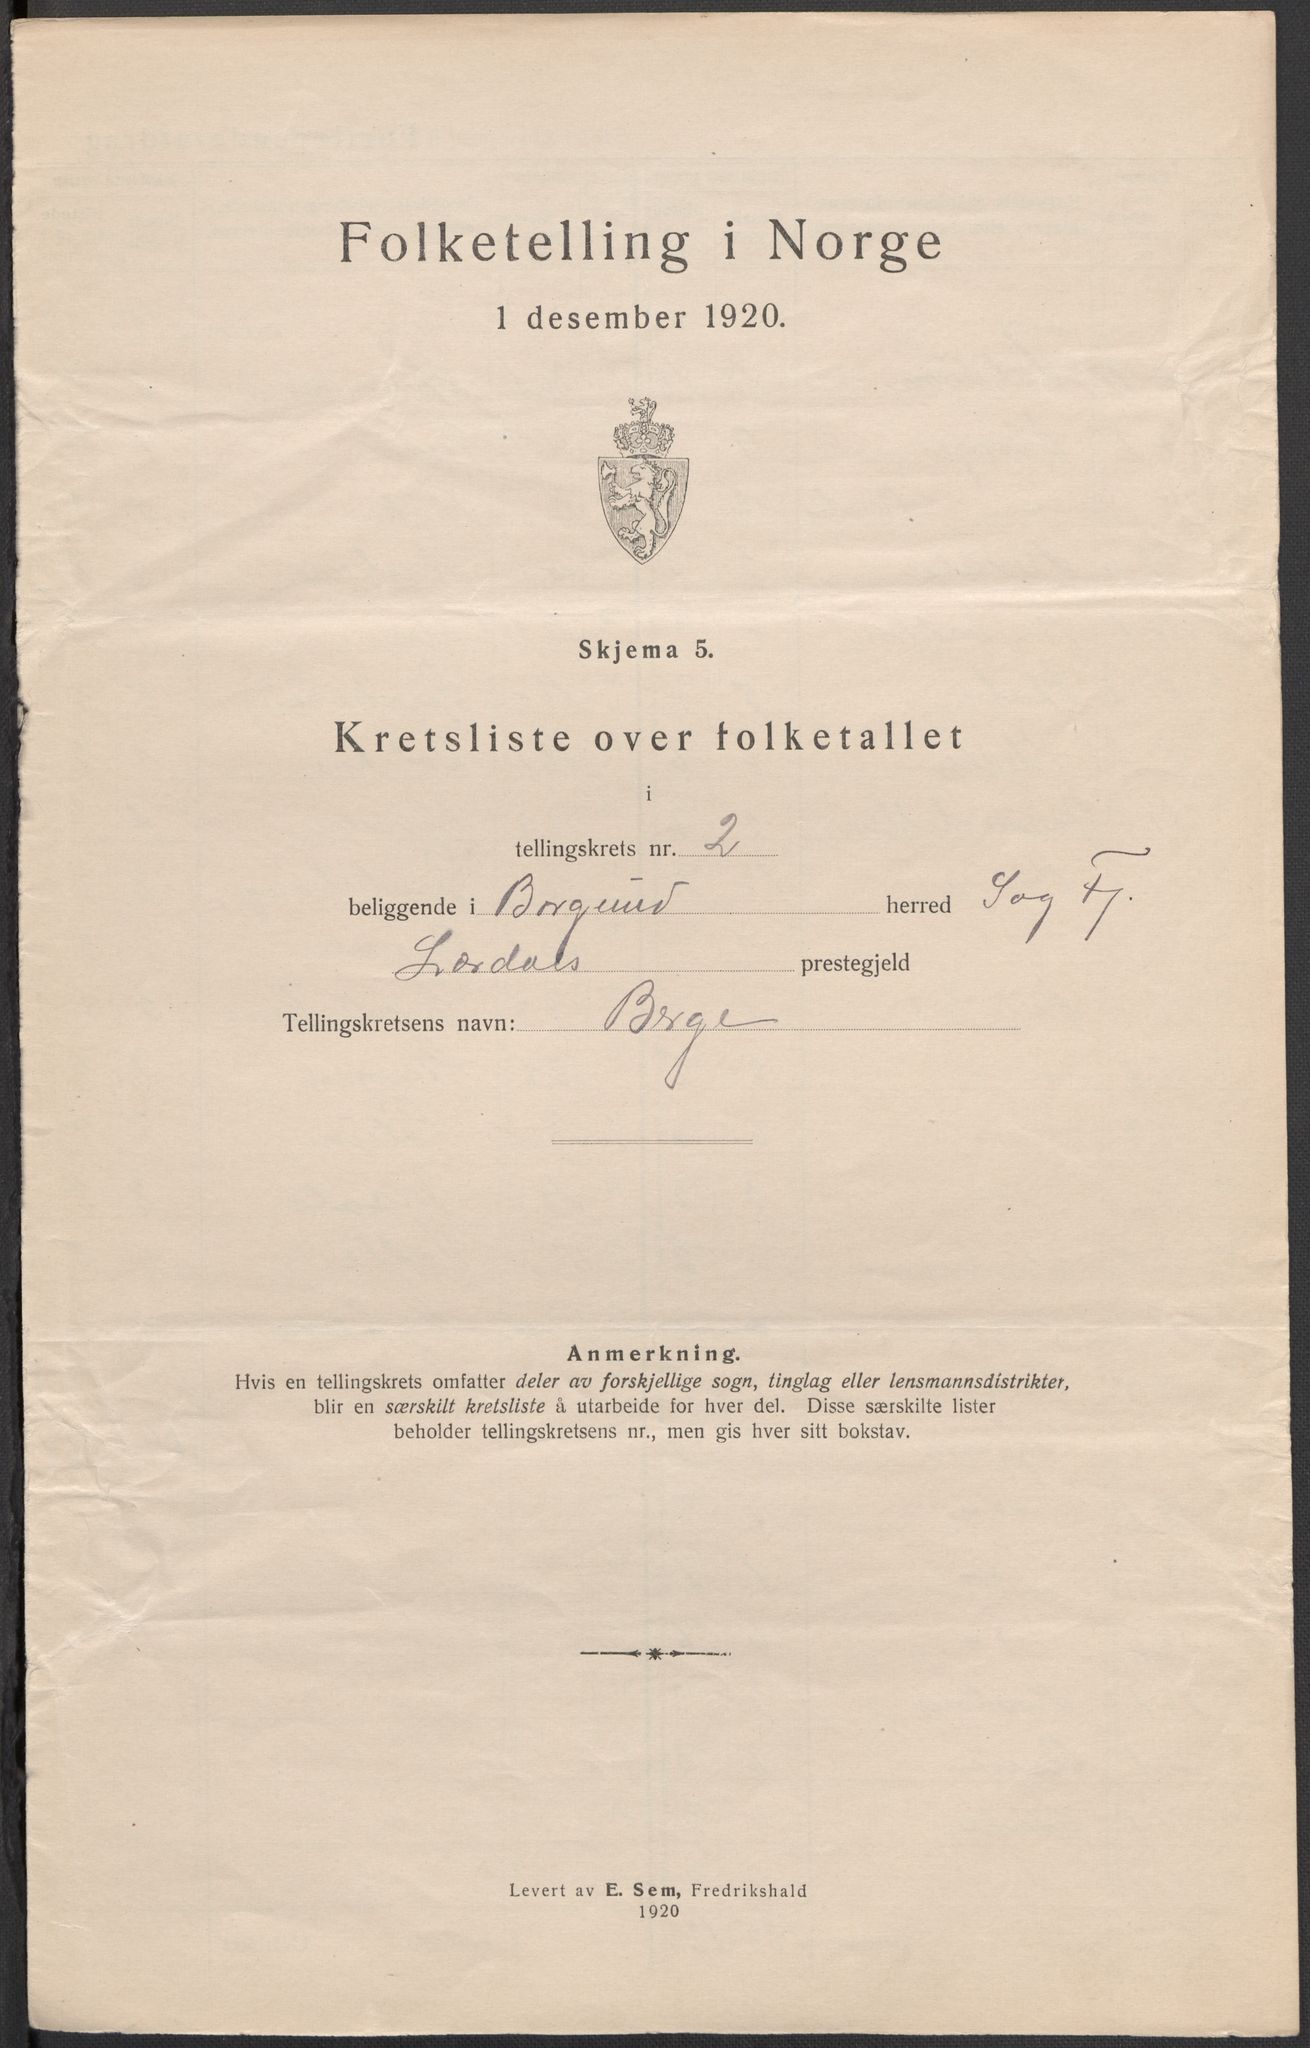 Folketelling i Norge
1 desember 1920.
Skjema 5.
Kretsliste over folketallet
i
tellingskrets nr. 2
beliggende i Borgund herred Sog Fj.
Lærdals prestegjeld
Tellingskretsens navn: Berge
Anmerkning.
Hvis en tellingskrets omfatter deler av forskjellige sogn, tinglag eller lensmannsdistrikter,
blir en særskilt kretsliste å utarbeide for hver del. Disse særskilte lister
beholder tellingskretsens nr., men gis hver sitt bokstav.
Levert av E. Sem, Fredrikshald
1920